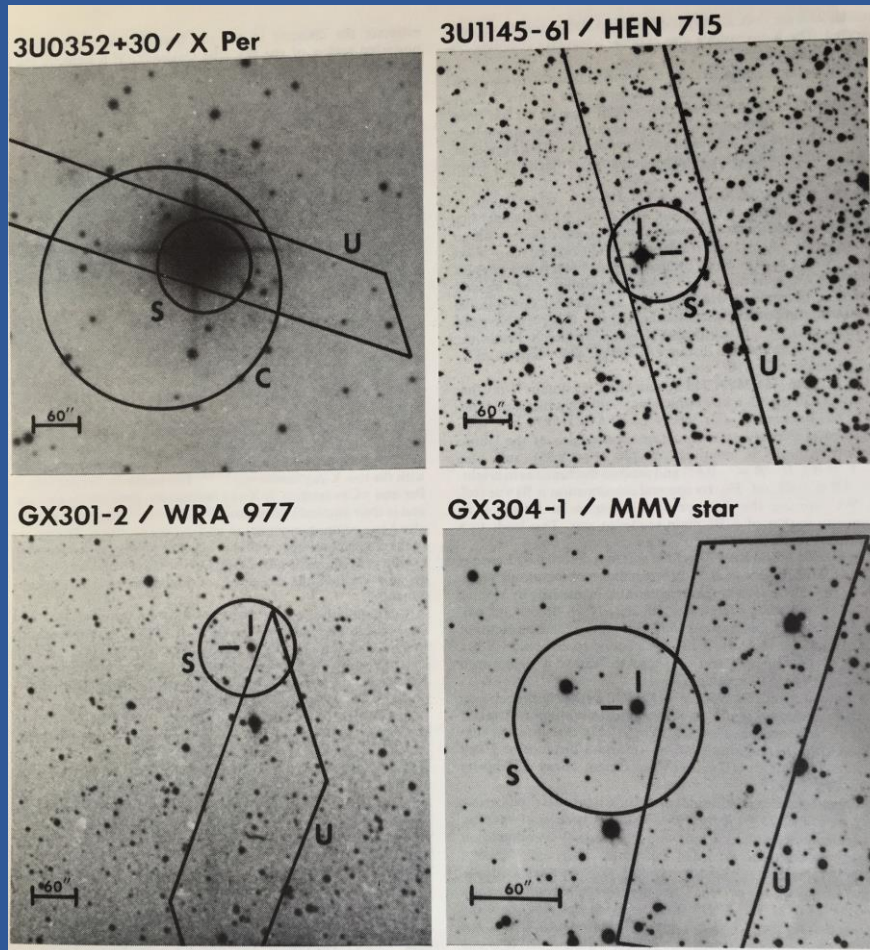 3U0352+30 / X Per
U
S
C
60"
3U1145-61 / HEN 715
S
U
60"
GX301-2 / WRA 977
S
U
60"
GX304-1 / MMV star
S
U
60"